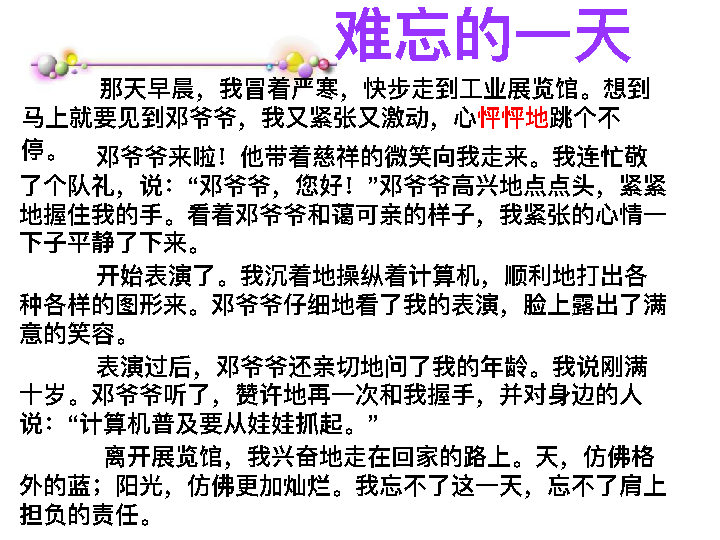 难忘的一天
那天早晨，我冒着严寒，快步走到工业展览馆。想到
马上就要见到邓爷爷，我又紧张又激动，心怦怦地跳个不
停。
邓爷爷来啦！他带着慈祥的微笑向我走来。我连忙敬
了个队礼，说：“邓爷爷，您好！”邓爷爷高兴地点点头，紧紧
地握住我的手。看着邓爷爷和蔼可亲的样子，我紧张的心情一
下子平静了下来。
开始表演了。我沉着地操纵着计算机，顺利地打出各
种各样的图形来。邓爷爷仔细地看了我的表演，脸上露出了满
意的笑容。
表演过后，邓爷爷还亲切地问了我的年龄。我说刚满
十岁。邓爷爷听了，赞许地再一次和我握手，并对身边的人
说：“计算机普及要从娃娃抓起。”
离开展览馆，我兴奋地走在回家的路上。天，仿佛格
外的蓝；阳光，仿佛更加灿烂。我忘不了这一天，忘不了肩上
担负的责任。